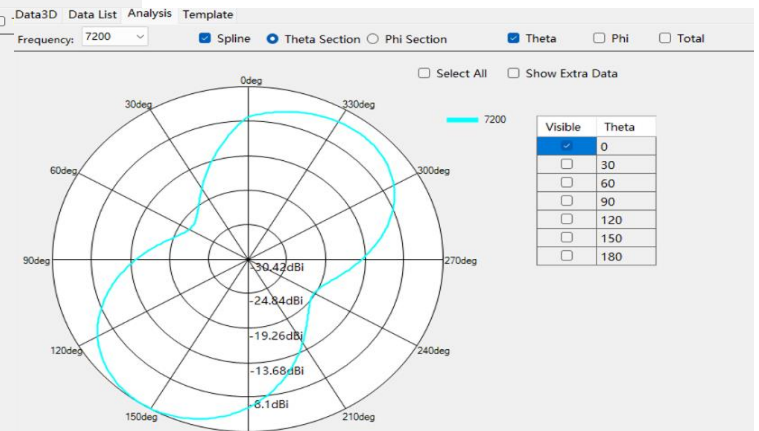 .Data3D Data List Analysis Template
Frequency: 7200 Spline Theta Section Phi Section Theta Phi Total
Select All Show Extra Data
0deg
30deg 330deg
7200
Visible Theta
0
30
60
90
120
150
180
60deg 300deg
90deg 270deg
-30.42dBi
-24.84dBi
-19.26dBi
120deg 240deg
-13.68dBi
-8.1dBi
150deg 210deg